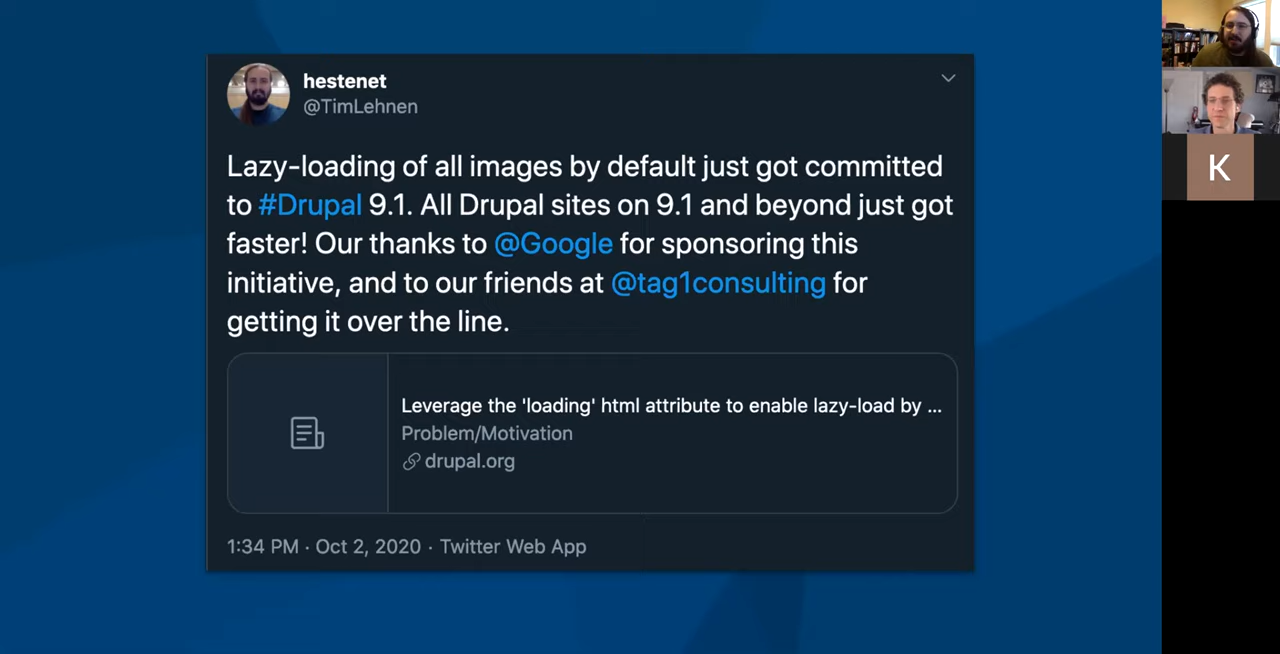 hestenet
@TimLehnen
Lazy-loading of all images by default just got committed
to #Drupal 9.1. All Drupal sites on 9.1 and beyond just got
faster! Our thanks to @Google for sponsoring this
initiative, and to our friends at @tag1consulting for
getting it over the line.
Leverage the 'loading' html attribute to enable lazy-load by ...
Problem/Motivation
drupal.org
1:34 PM · Oct 2, 2020 · Twitter Web App
K